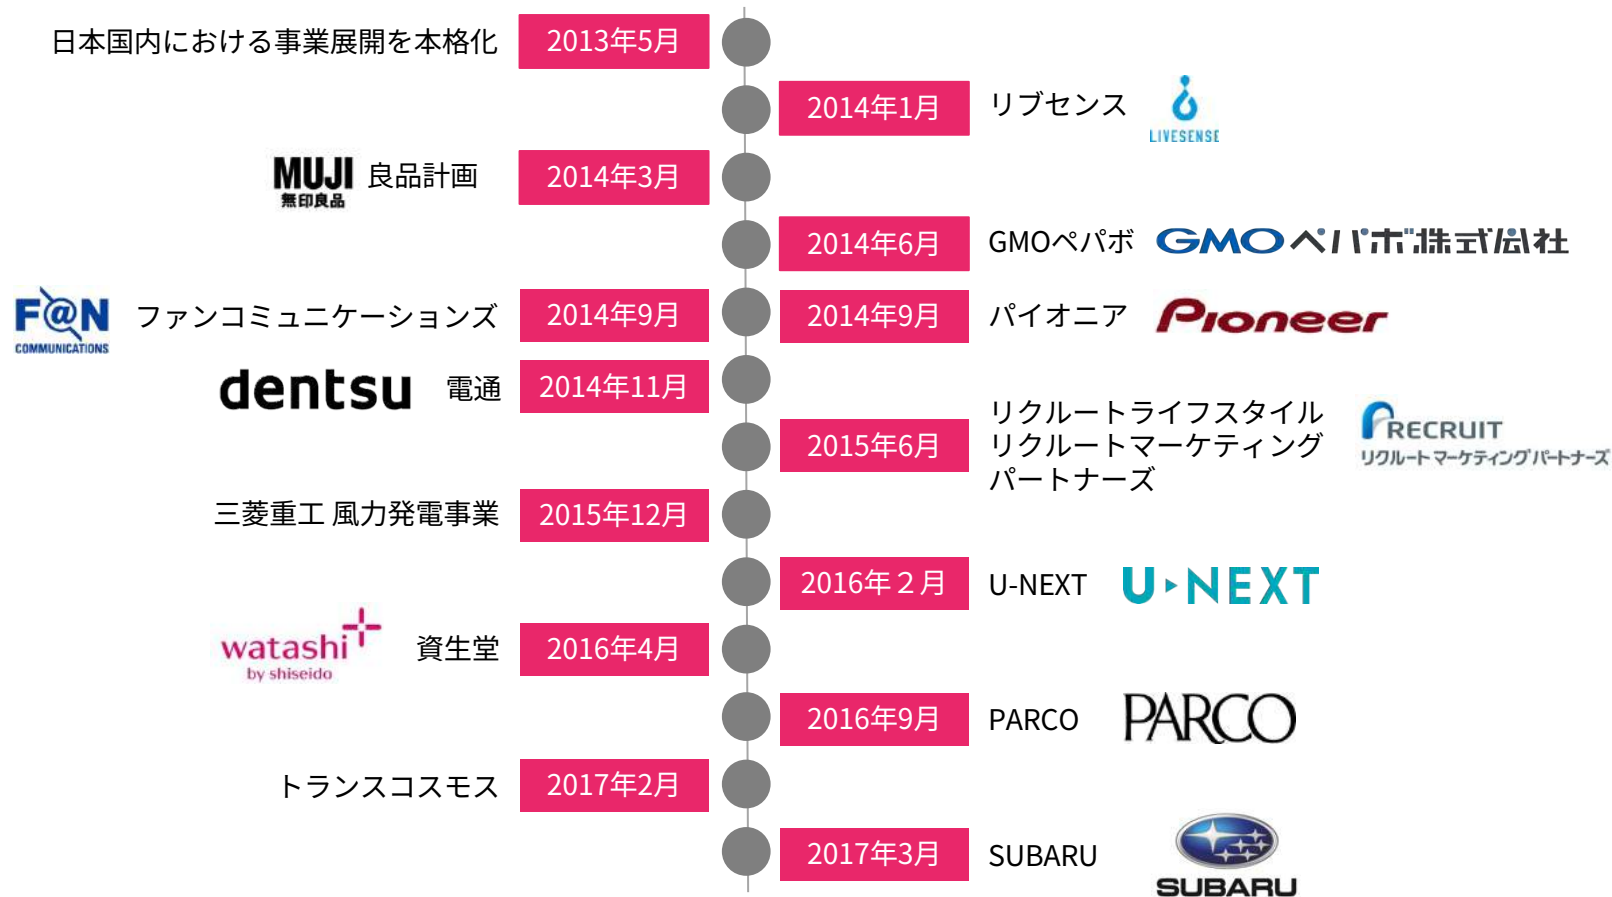 日本国内における事業展開を本格化
2013年5月
2014年1月
リブセンス
LIVESENSE
MUJI
無印良品
良品計画
2014年3月
2014年6月
GMOペパボ
GMOペパボ株式会社
F@N
COMMUNICATIONS
ファンコミュニケーションズ
2014年9月
2014年9月
パイオニア
Pioneer
dentsu
電通
2014年11月
2015年6月
リクルートライフスタイル
リクルートマーケティング
パートナーズ
RECRUIT
リクルートマーケティングパートナーズ
三菱重工 風力発電事業
2015年12月
2016年２月
U-NEXT
U NEXT
watashi
by shiseido
資生堂
2016年4月
2016年9月
PARCO
PARCO
トランスコスモス
2017年2月
2017年3月
SUBARU
SUBARU